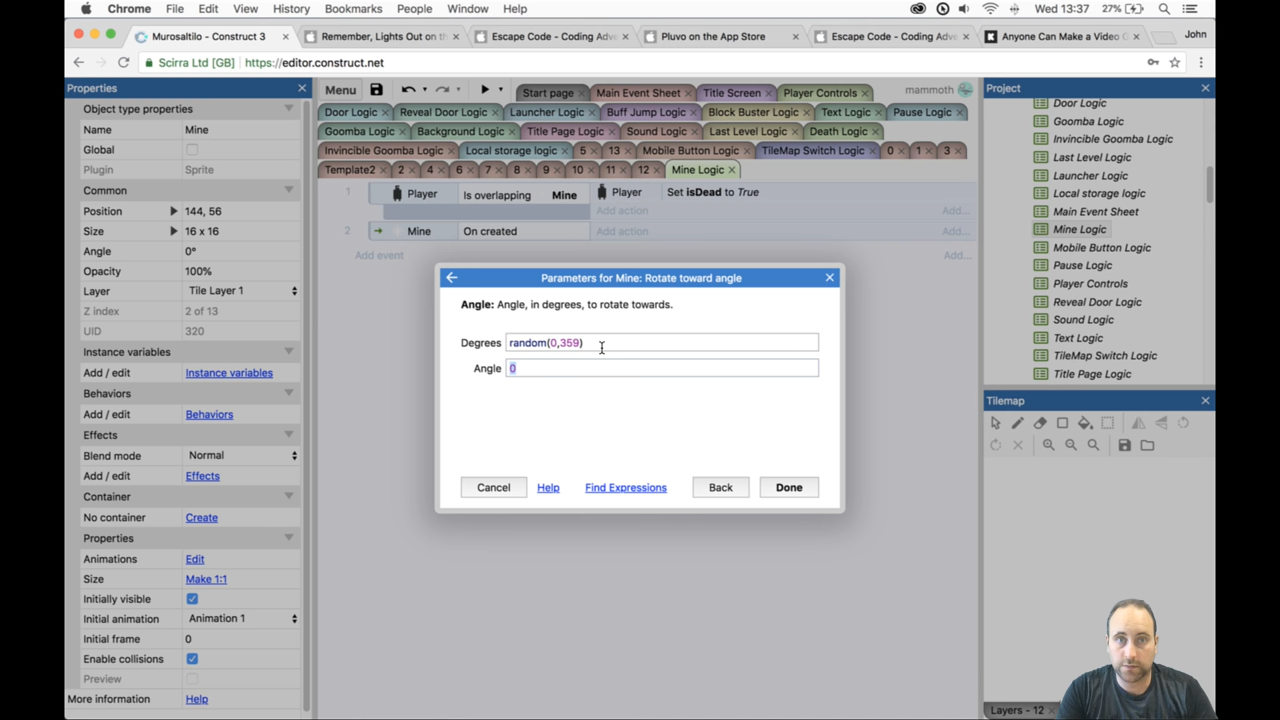 Chrome File Edit View History Bookmarks People Window Help Wed 13:37 27%
Murosaltilo - Construct 3 Remember, Lights Out on th Escape Code - Coding Adve Pluvo on the App Store Escape Code - Coding Adve Anyone Can Make a Video G John
Scirra Ltd [GB] https://editor.construct.net
Properties
Object type properties
Name Mine
Global
Plugin Sprite
Common
Position 144, 56
Size 16 x 16
Angle 0°
Opacity 100%
Layer Tile Layer 1
Z index 2 of 13
UID 320
Instance variables
Add / edit Instance variables
Behaviors
Add / edit Behaviors
Effects
Blend mode Normal
Add / edit Effects
Container
No container Create
Properties
Animations Edit
Size Make 1:1
Initially visible
Initial animation Animation 1
Initial frame 0
Enable collisions
Preview
More information Help
Menu Start page Main Event Sheet Title Screen Player Controls mammoth
Door Logic Reveal Door Logic Launcher Logic Buff Jump Logic Block Buster Logic Text Logic Pause Logic
Goomba Logic Background Logic Title Page Logic Sound Logic Last Level Logic Death Logic
Invincible Goomba Logic Local storage logic 5 13 Mobile Button Logic TileMap Switch Logic 0 1 3
Template2 2 4 6 7 8 9 10 11 12 Mine Logic
1 Player Is overlapping Mine Player Set isDead to True
Add action Add...
2 Mine On created Add action Add...
Add event Add...
Parameters for Mine: Rotate toward angle
Angle: Angle, in degrees, to rotate towards.
Degrees random(0,359)
Angle 0
Cancel Help Find Expressions Back Done
Project
Door Logic
Goomba Logic
Invincible Goomba Logic
Last Level Logic
Launcher Logic
Local storage logic
Main Event Sheet
Mine Logic
Mobile Button Logic
Pause Logic
Player Controls
Reveal Door Logic
Sound Logic
Text Logic
TileMap Switch Logic
Title Page Logic
Tilemap
Layers - 12